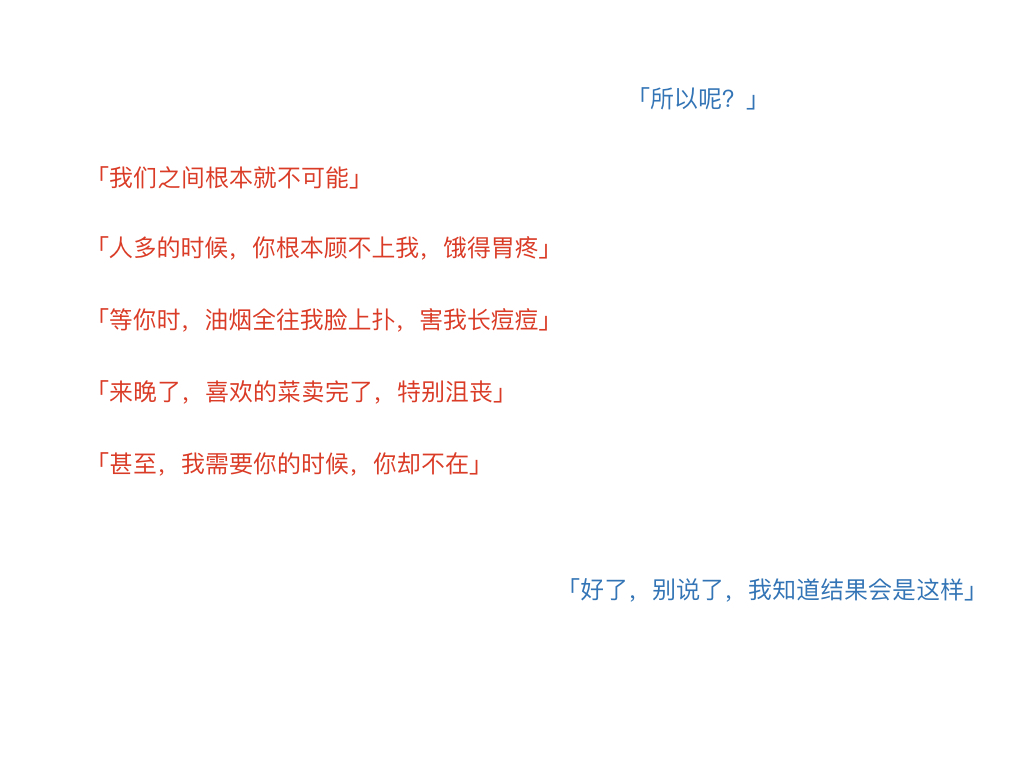 「所以呢？」
「我们之间根本就不可能」
「人多的时候，你根本顾不上我，饿得胃疼」
「等你时，油烟全往我脸上扑，害我长痘痘」
「来晚了，喜欢的菜卖完了，特别沮丧」
「甚至，我需要你的时候，你却不在」
「好了，别说了，我知道结果会是这样」